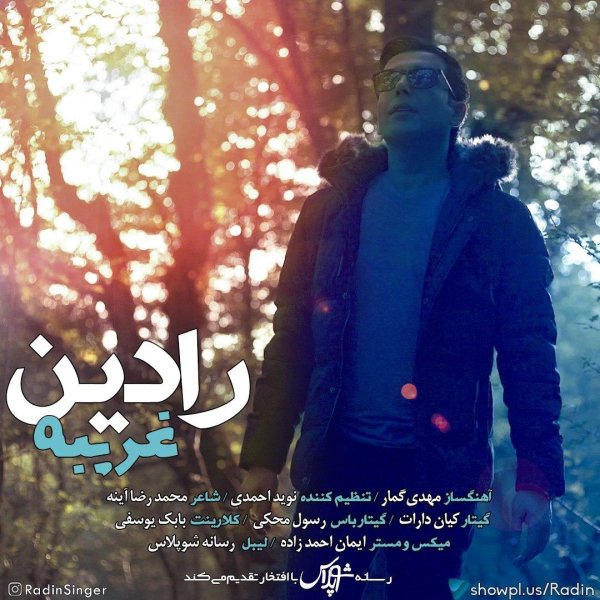 رادین
غریبه
آهنگساز مهدی گمار / تنظیم کننده نوید احمدی / شاعر محمد رضا آینه
گیتار کیان دارات / گیتار باس رسول محکی / کلارینت بابک یوسفی
میکس و مستر ایمان احمد زاده / لیبل رسانه شوپلاس
رسانه شوپلاس با افتخار تقدیم می کند
RadinSinger
showpl.us/Radin